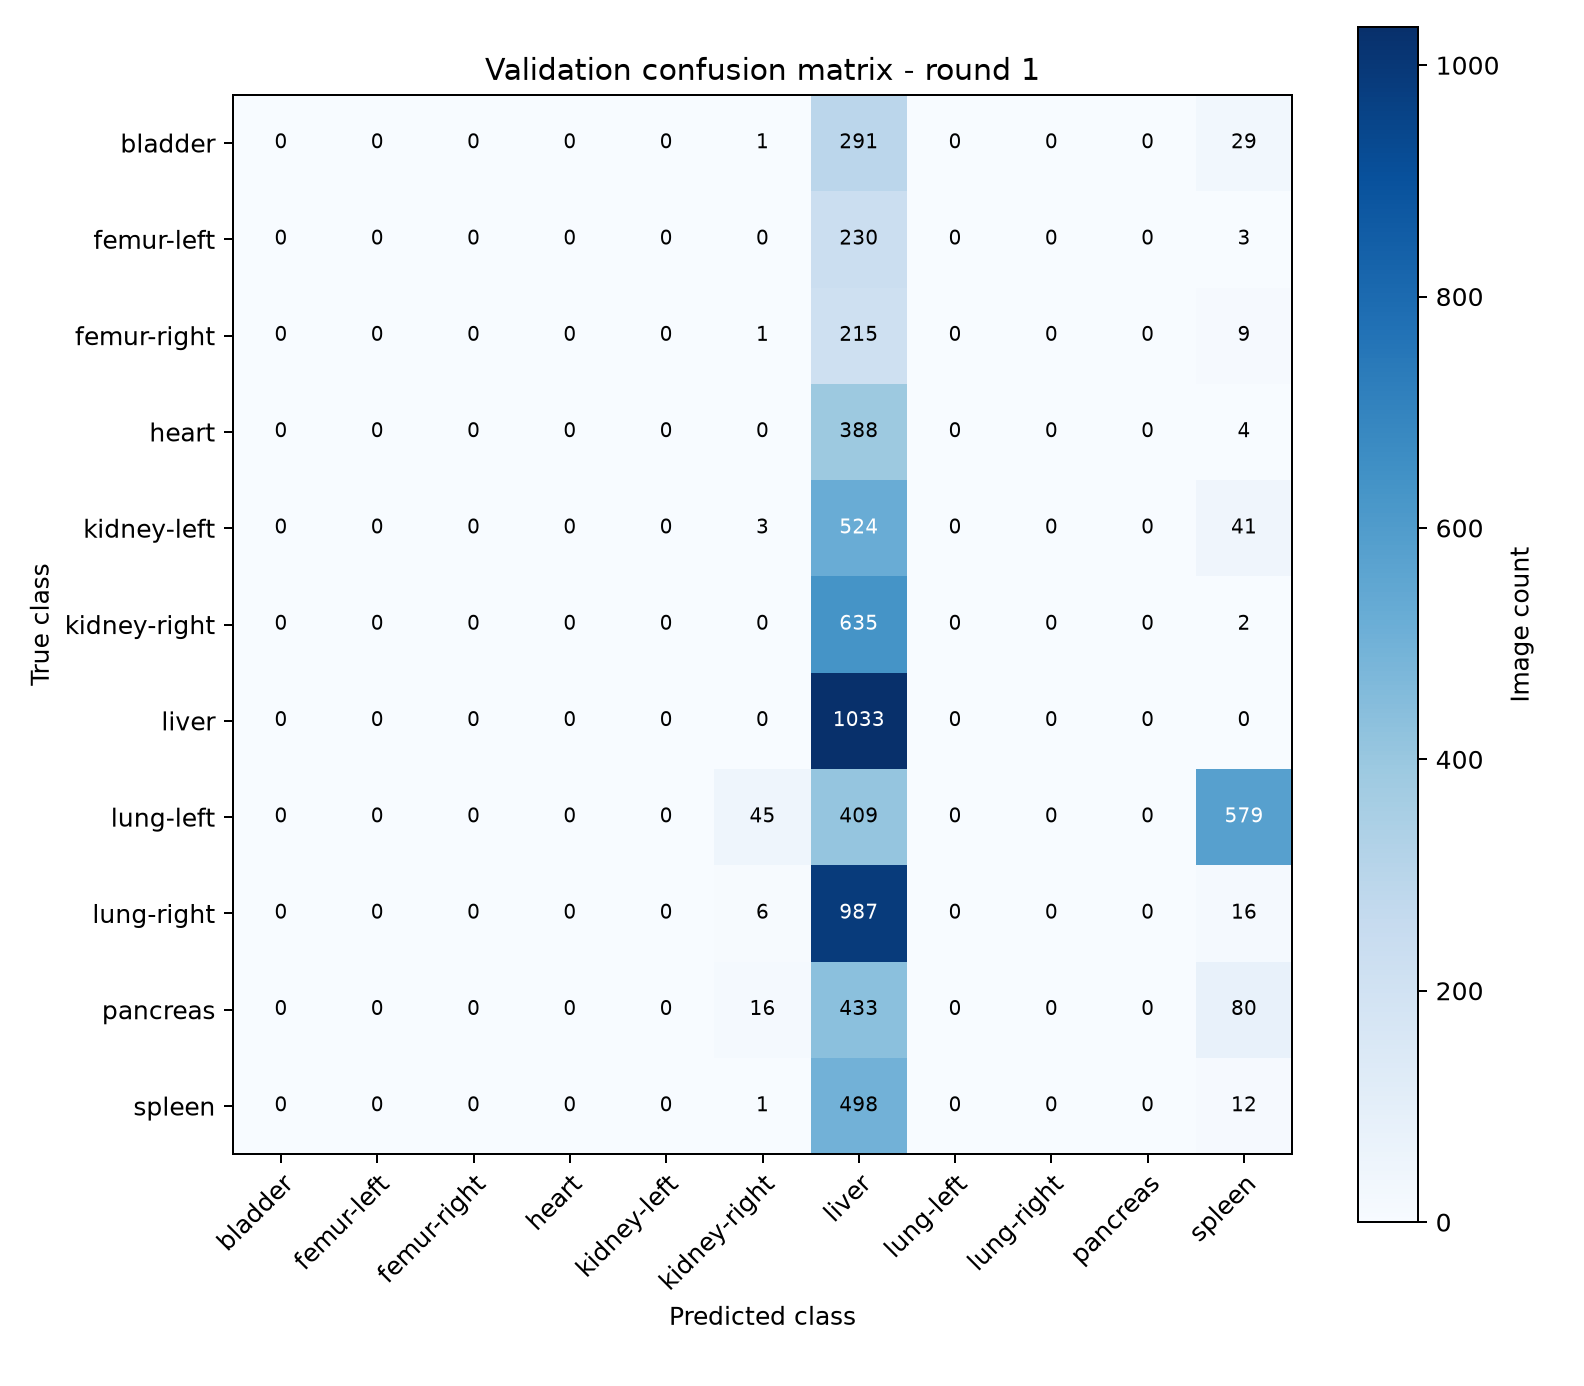 Validation confusion matrix - round 1
True class
bladder 0 0 0 0 0 1 291 0 0 0 29
femur-left 0 0 0 0 0 0 230 0 0 0 3
femur-right 0 0 0 0 0 1 215 0 0 0 9
heart 0 0 0 0 0 0 388 0 0 0 4
kidney-left 0 0 0 0 0 3 524 0 0 0 41
kidney-right 0 0 0 0 0 0 635 0 0 0 2
liver 0 0 0 0 0 0 1033 0 0 0 0
lung-left 0 0 0 0 0 45 409 0 0 0 579
lung-right 0 0 0 0 0 6 987 0 0 0 16
pancreas 0 0 0 0 0 16 433 0 0 0 80
spleen 0 0 0 0 0 1 498 0 0 0 12
bladder femur-left femur-right heart kidney-left kidney-right liver lung-left lung-right pancreas spleen
Predicted class
1000
800
600
400
200
0
Image count